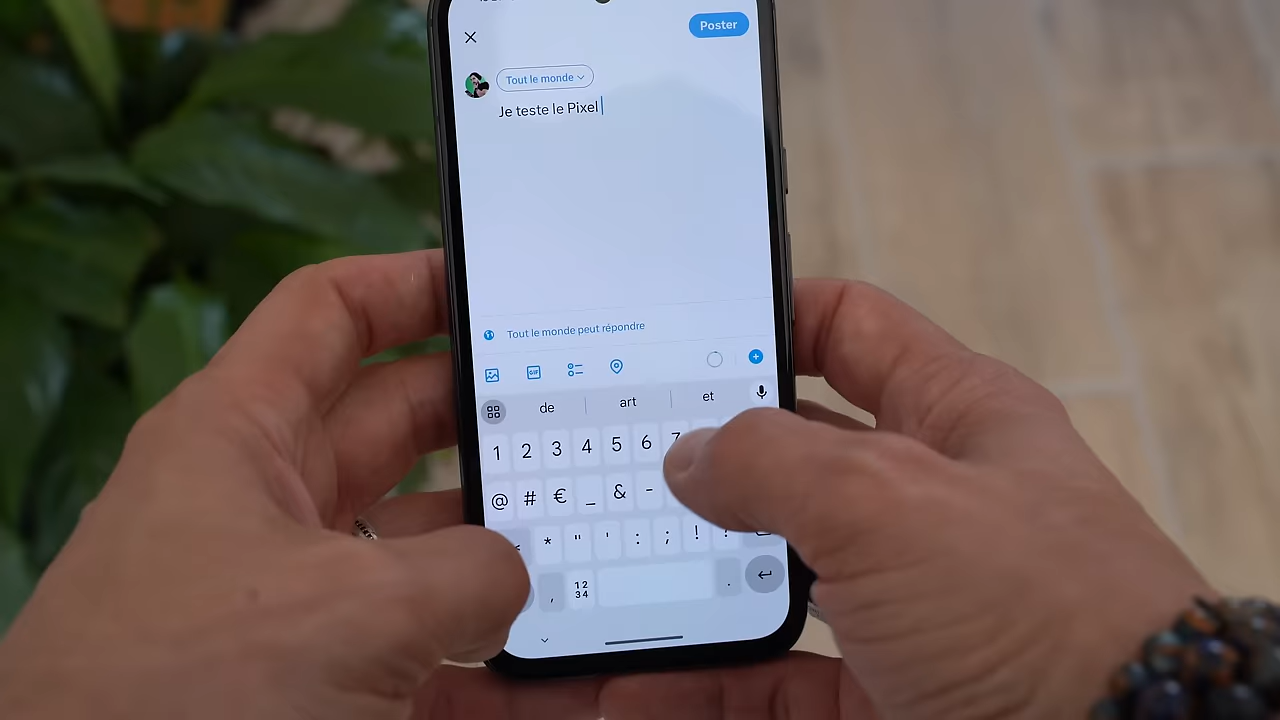 Poster
Tout le monde
Je teste le Pixel
Tout le monde peut répondre
GIF
de art et
1 2 3 4 5 6 7
@ # € _ & -
* " ' : ; ! ?
, 12 34 .